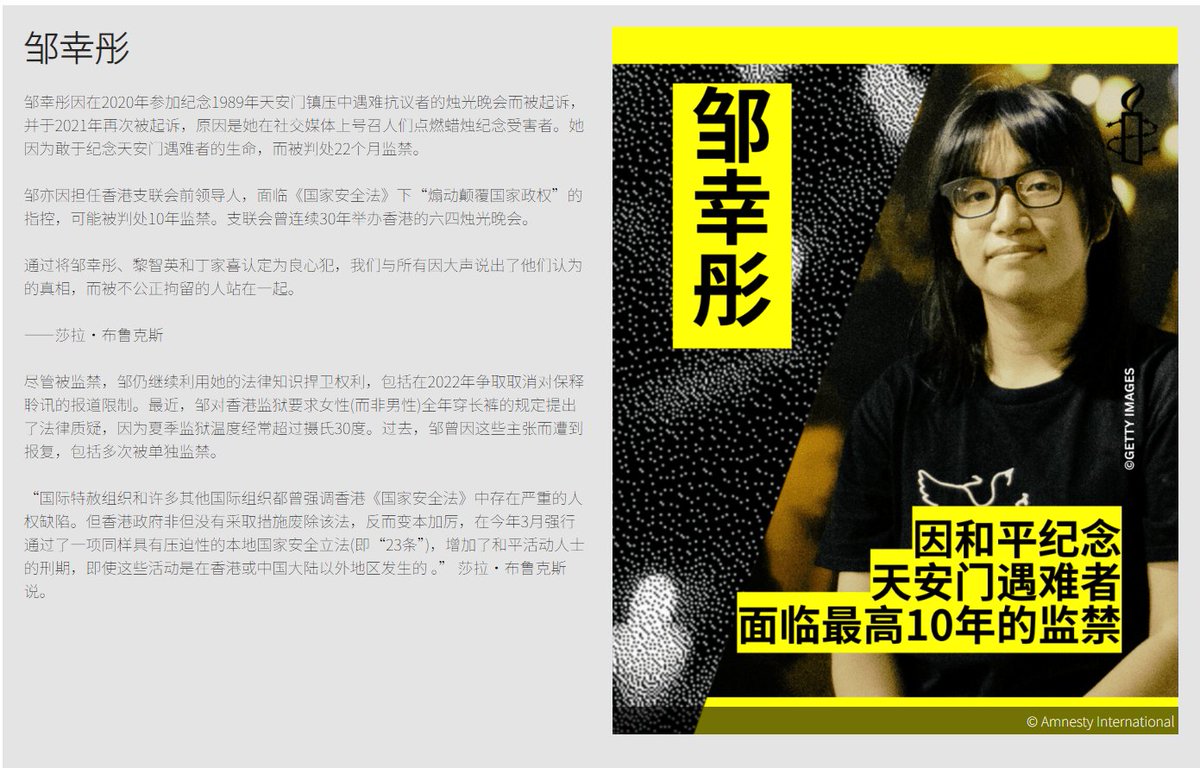 邹幸彤
邹幸彤因在2020年参加纪念1989年天安门镇压中遇难抗议者的烛光晚会而被起诉，
并于2021年再次被起诉，原因是她在社交媒体上号召人们点燃蜡烛纪念受害者。她
因为敢于纪念天安门遇难者的生命，而被判处22个月监禁。
邹亦以担任香港支联会前领导人，面临《国家安全法》下“煽动颠覆国家政权”的
指控，可能被判处10年监禁。支联会曾连续30年举办香港的六四烛光晚会。
通过将邹幸彤、黎智英和丁家喜认定为良心犯，我们与所有因大声说出了他们认为
的真相，而被不公正拘留的人站在一起。
——莎拉·布鲁克斯
尽管被监禁，邹仍继续利用她的法律知识捍卫权利，包括在2022年争取取消对保释
聆讯的报道限制。最近，邹对香港监狱要求女性(而非男性)全年穿长裤的规定提出
了法律质疑，因为夏季监狱温度经常超过摄氏30度。过去，邹曾因这些主张而遭到
报复，包括多次被单独监禁。
“国际特赦组织和许多其他国际组织都曾强调香港《国家安全法》中存在严重的人
权缺陷。但香港政府非但没有采取措施废除该法，反而变本加厉，在今年3月强行
通过了一项同样具有压迫性的本地国家安全立法(即“23条”)，增加了和平活动人士
的刑期，即使这些活动是在香港或中国大陆以外地区发生的 。” 莎拉·布鲁克斯
说。
邹幸彤
©GETTY IMAGES
因和平纪念
天安门遇难者
面临最高10年的监禁
© Amnesty International